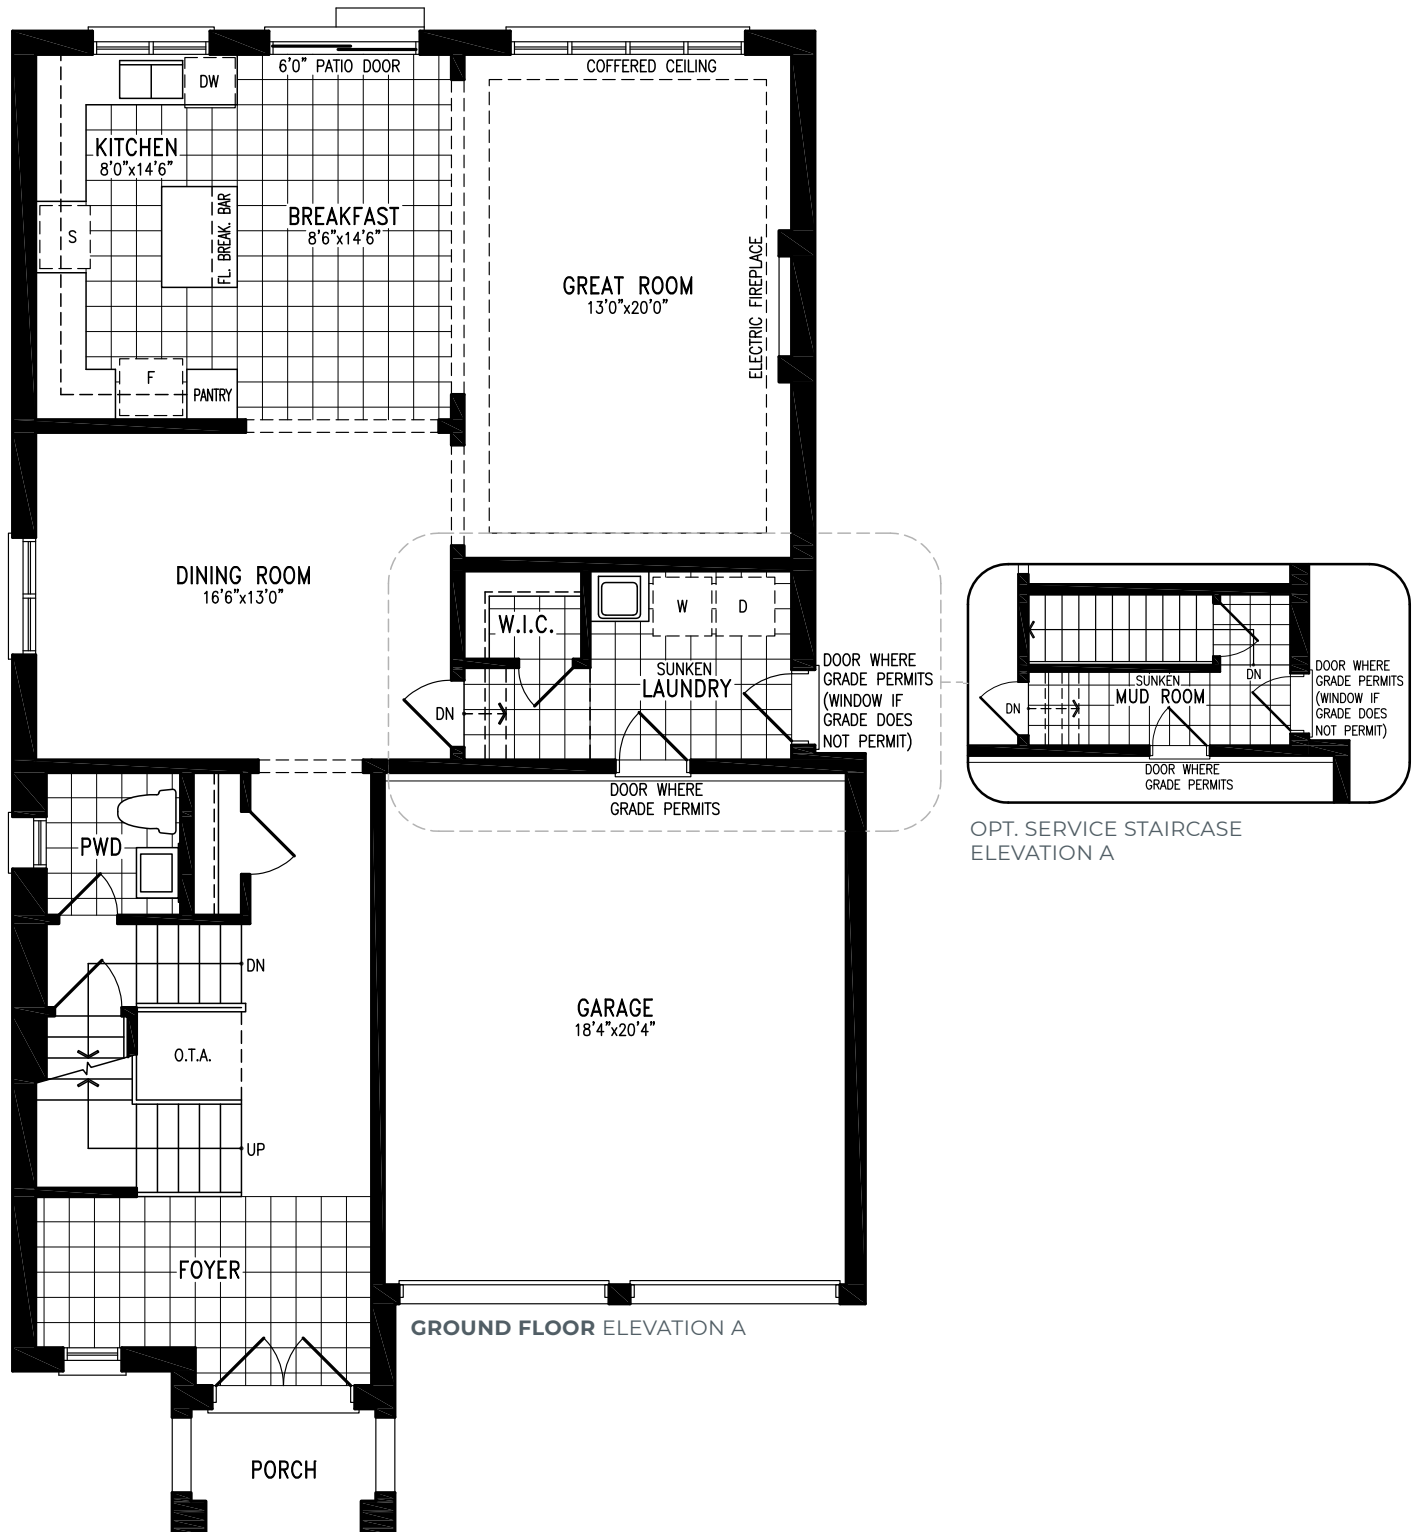 6'0" PATIO DOOR
COFFERED CEILING
DW
KITCHEN
8'0"x14'6"
BREAKFAST
8'6"x14'6"
S
FL. BREAK. BAR
GREAT ROOM
13'0"x20'0"
ELECTRIC FIREPLACE
F
PANTRY
DINING ROOM
16'6"x13'0"
W.I.C.
W
D
SUNKEN
LAUNDRY
DN
DOOR WHERE
GRADE PERMITS
(WINDOW IF
GRADE DOES
NOT PERMIT)
DOOR WHERE
GRADE PERMITS
DN
SUNKEN
MUD ROOM
DN
DOOR WHERE
GRADE PERMITS
(WINDOW IF
GRADE DOES
NOT PERMIT)
DOOR WHERE
GRADE PERMITS
OPT. SERVICE STAIRCASE
ELEVATION A
PWD
DN
O.T.A.
UP
GARAGE
18'4"x20'4"
FOYER
GROUND FLOOR ELEVATION A
PORCH